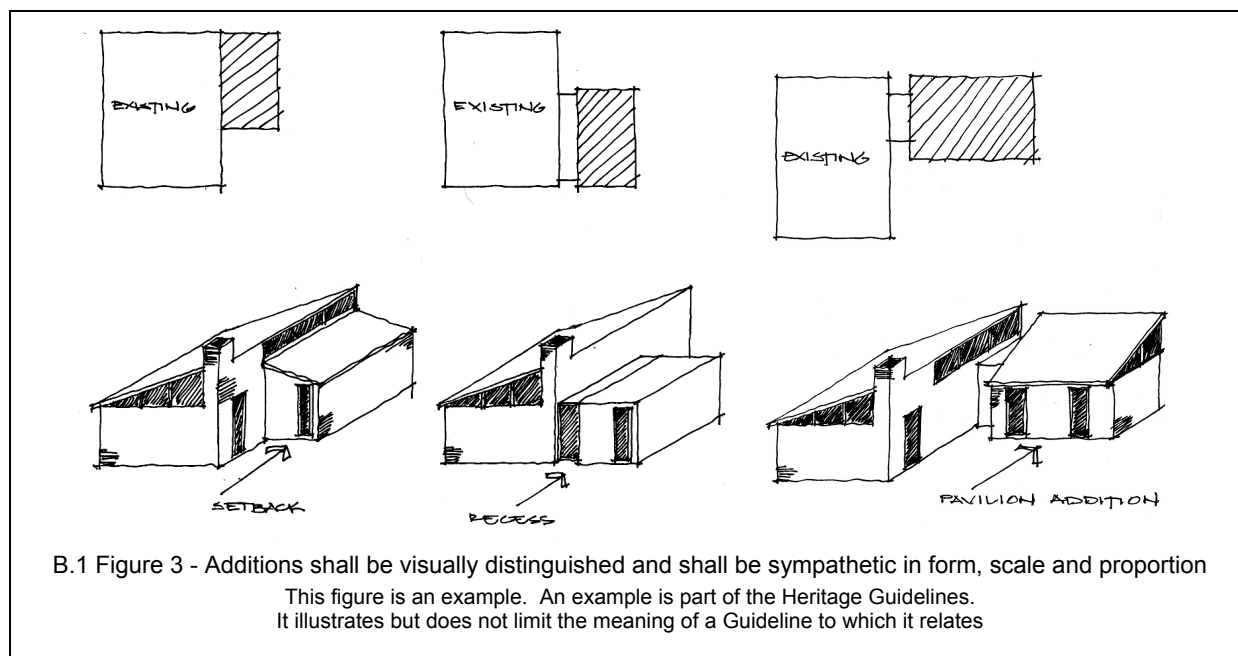 EXISTING
EXISTING
EXISTING
SETBACK
RECESS
PAVILION ADDITION
B.1 Figure 3 - Additions shall be visually distinguished and shall be sympathetic in form, scale and proportion
This figure is an example. An example is part of the Heritage Guidelines.
It illustrates but does not limit the meaning of a Guideline to which it relates